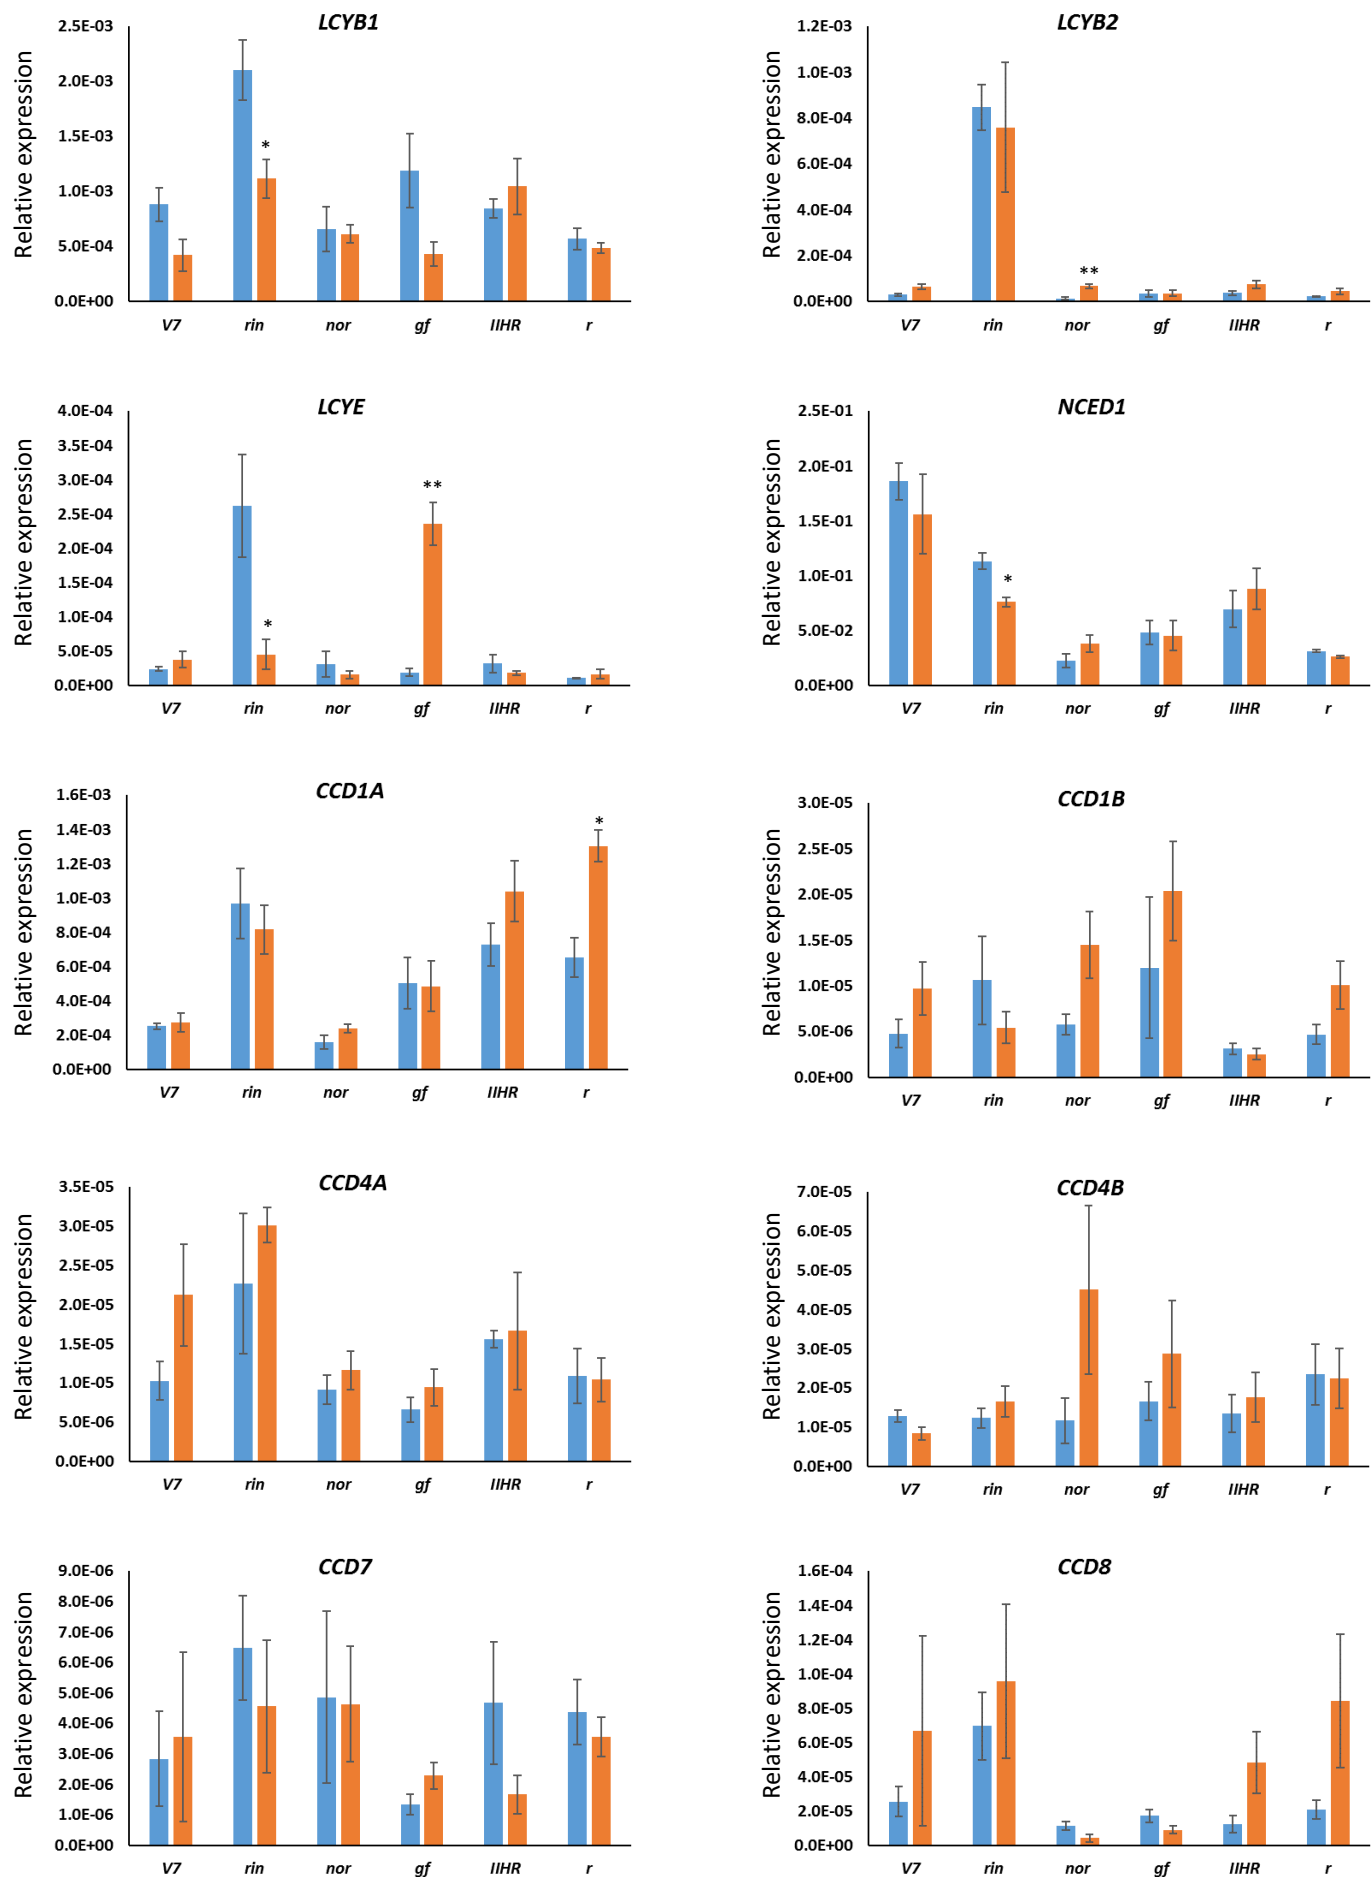 LCYB1
Relative expression
2.5E-03
2.0E-03
1.5E-03
1.0E-03
5.0E-04
0.0E+00
*
V7 rin nor gf IIHR r
LCYB2
Relative expression
1.2E-03
1.0E-03
8.0E-04
6.0E-04
4.0E-04
2.0E-04
0.0E+00
**
V7 rin nor gf IIHR r
LCYE
Relative expression
4.0E-04
3.5E-04
3.0E-04
2.5E-04
2.0E-04
1.5E-04
1.0E-04
5.0E-05
0.0E+00
**
*
V7 rin nor gf IIHR r
NCED1
Relative expression
2.5E-01
2.0E-01
1.5E-01
1.0E-01
5.0E-02
0.0E+00
*
V7 rin nor gf IIHR r
CCD1A
Relative expression
1.6E-03
1.4E-03
1.2E-03
1.0E-03
8.0E-04
6.0E-04
4.0E-04
2.0E-04
0.0E+00
*
V7 rin nor gf IIHR r
CCD1B
Relative expression
3.0E-05
2.5E-05
2.0E-05
1.5E-05
1.0E-05
5.0E-06
0.0E+00
V7 rin nor gf IIHR r
CCD4A
Relative expression
3.5E-05
3.0E-05
2.5E-05
2.0E-05
1.5E-05
1.0E-05
5.0E-06
0.0E+00
V7 rin nor gf IIHR r
CCD4B
Relative expression
7.0E-05
6.0E-05
5.0E-05
4.0E-05
3.0E-05
2.0E-05
1.0E-05
0.0E+00
V7 rin nor gf IIHR r
CCD7
Relative expression
9.0E-06
8.0E-06
7.0E-06
6.0E-06
5.0E-06
4.0E-06
3.0E-06
2.0E-06
1.0E-06
0.0E+00
V7 rin nor gf IIHR r
CCD8
Relative expression
1.6E-04
1.4E-04
1.2E-04
1.0E-04
8.0E-05
6.0E-05
4.0E-05
2.0E-05
0.0E+00
V7 rin nor gf IIHR r